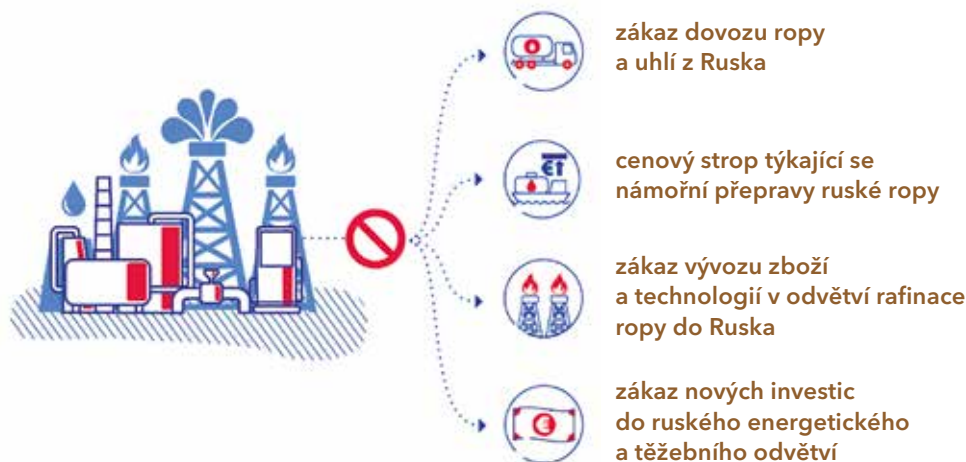 zákaz dovozu ropy
a uhlí z Ruska
€↑
cenový strop týkající se
námořní přepravy ruské ropy
zákaz vývozu zboží
a technologií v odvětví rafinace
ropy do Ruska
€
zákaz nových investic
do ruského energetického
a těžebního odvětví